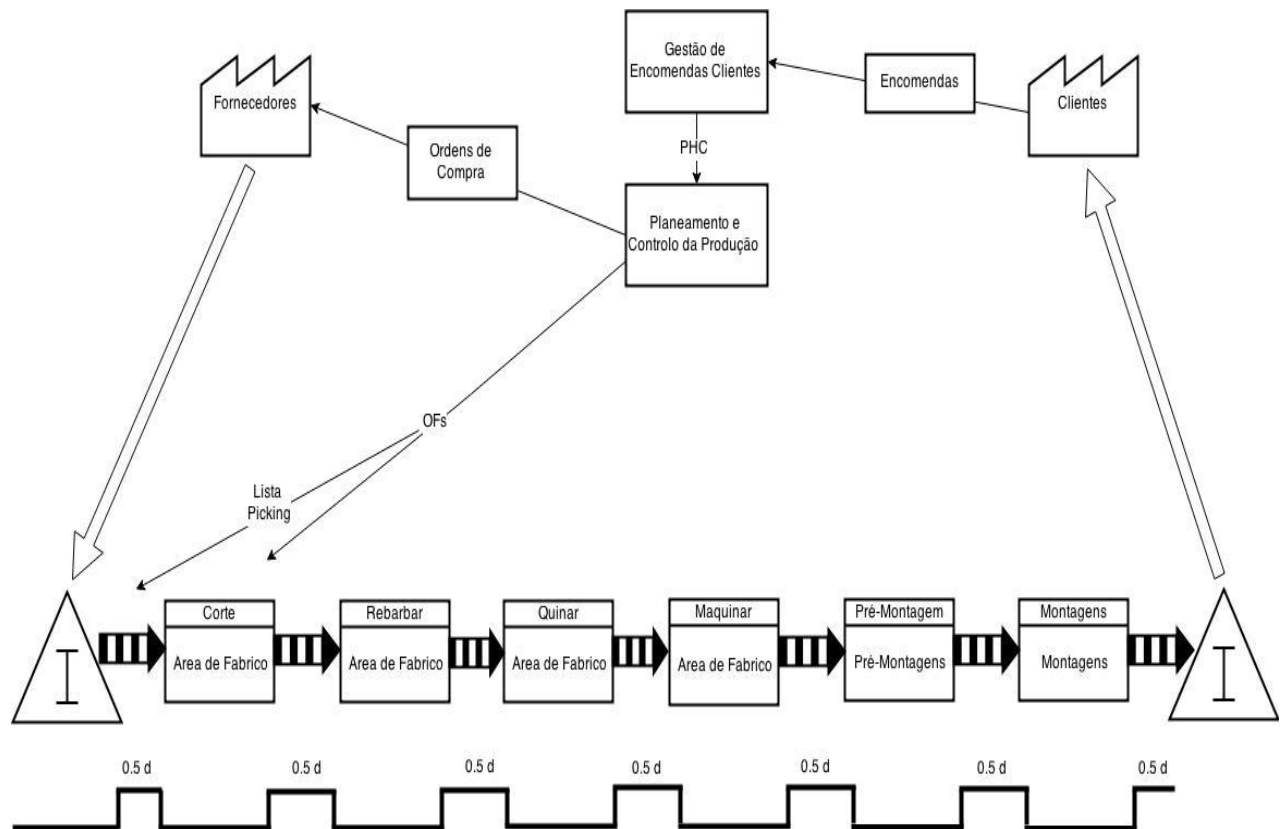 Gestão de
Encomendas Clientes
Encomendas
Clientes
Fornecedores
Ordens de
Compra
PHC
Planeamento e
Controlo da Produção
OFs
Lista
Picking
Corte
Area de Fabrico
Rebarbar
Area de Fabrico
Quinar
Area de Fabrico
Maquinar
Area de Fabrico
Pré-Montagem
Pré-Montagens
Montagens
Montagens
I
I
0.5 d
0.5 d
0.5 d
0.5 d
0.5 d
0.5 d
0.5 d